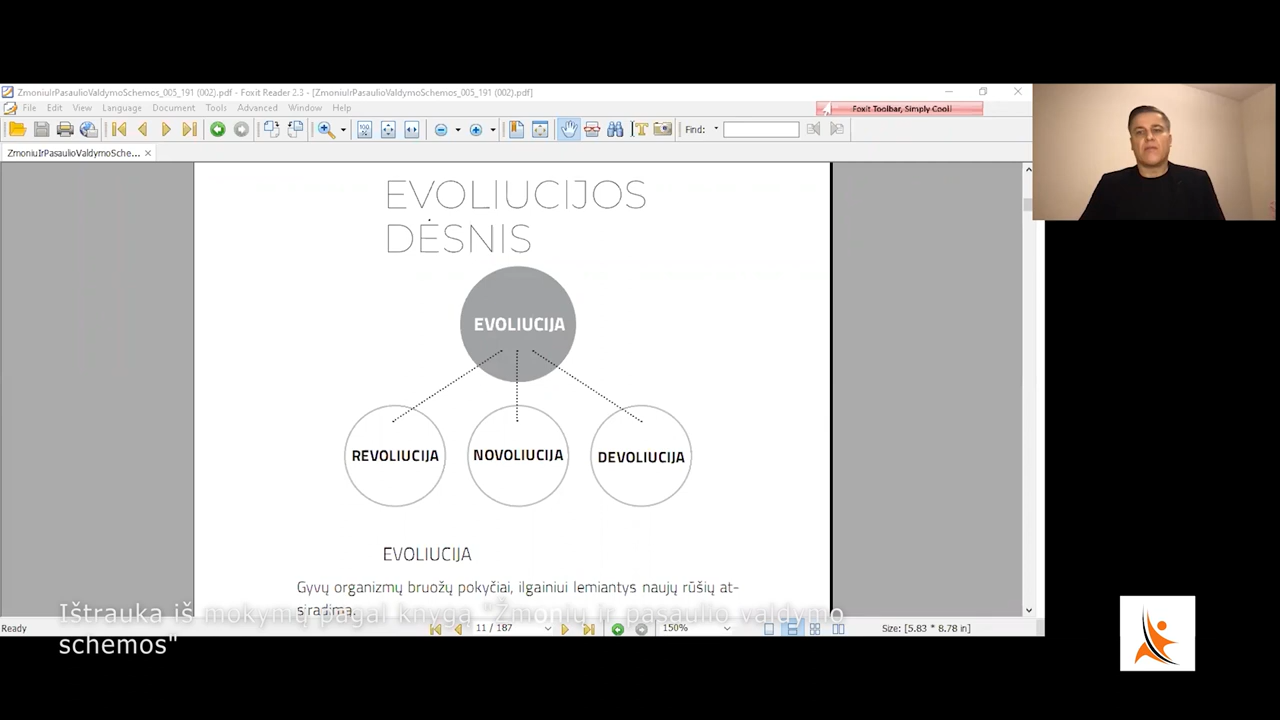 ZmoniuIrPasaulioValdymoSchemos_005_191 (002).pdf - Foxit Reader 2.3 - [ZmoniuIrPasaulioValdymoSchemos_005_191 (002).pdf]
File Edit View Language Document Tools Advanced Window Help
Foxit Toolbar, Simply Cool!
Find:
ZmoniuIrPasaulioValdymoSche...
EVOLIUCIJOS
DĖSNIS
EVOLIUCIJA
REVOLIUCIJA NOVOLIUCIJA DEVOLIUCIJA
EVOLIUCIJA
Gyvų organizmų bruožų pokyčiai, ilgainiui lemiantys naujų rūšių at-
siradimą.
Ištrauka iš mokymų pagal knygą "Žmonių ir pasaulio valdymo
schemos"
Ready 11 / 187 150% Size: [5.83 * 8.78 in]